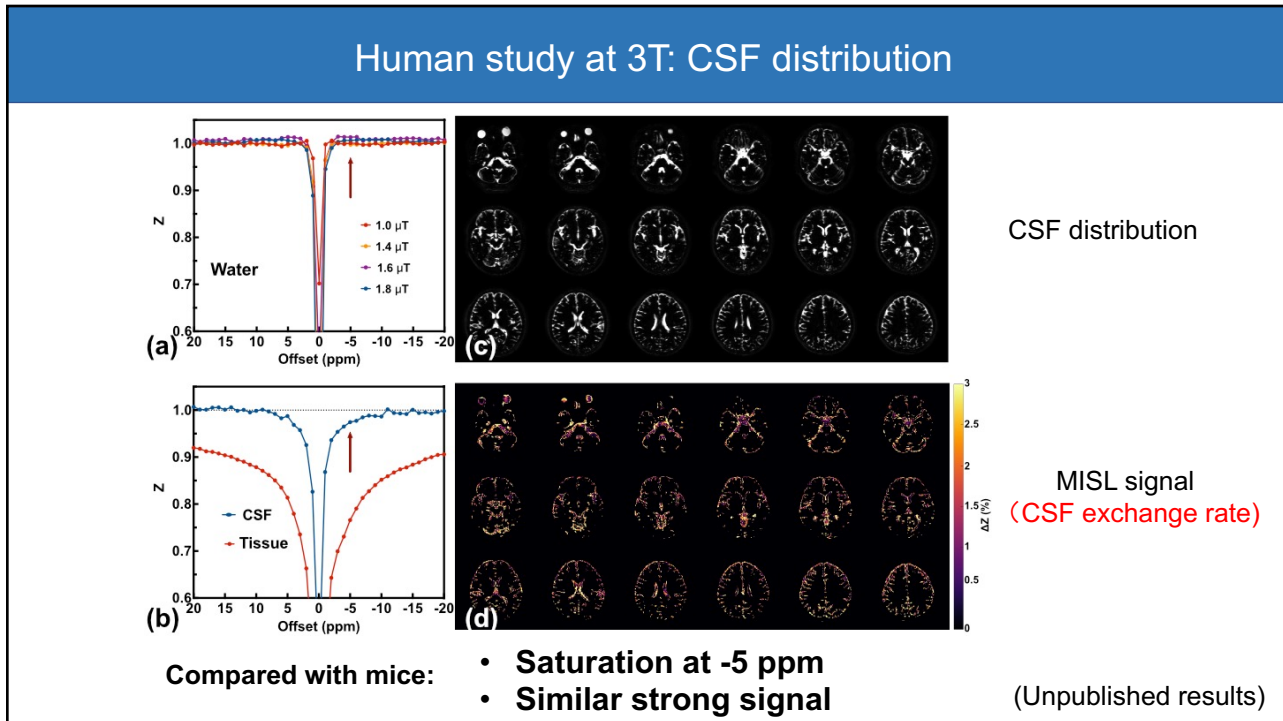 Human study at 3T: CSF distribution
1.0
0.9
0.8
0.7
0.6
Z
Water
1.0 µT
1.4 µT
1.6 µT
1.8 µT
20 15 10 5 0 -5 -10 -15 -20
Offset (ppm)
(a)
(c)
CSF distribution
1.0
0.9
0.8
0.7
0.6
Z
CSF
Tissue
20 15 10 5 0 -5 -10 -15 -20
Offset (ppm)
(b)
(d)
3
2.5
2
1.5
1
0.5
0
ΔZ (%)
MISL signal
（CSF exchange rate)
Compared with mice:
• Saturation at -5 ppm
• Similar strong signal
(Unpublished results)